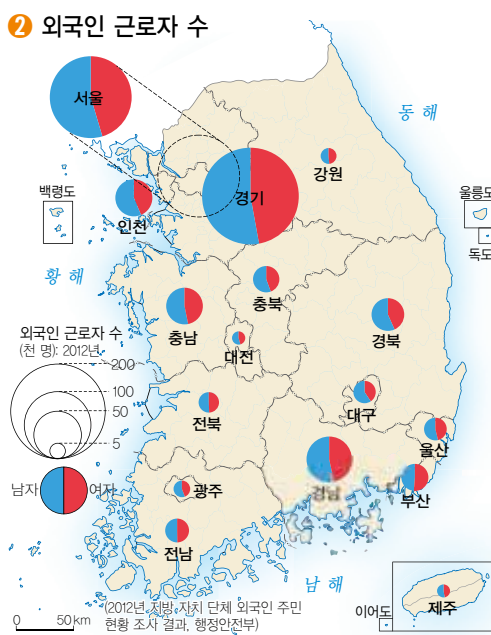 2 외국인 근로자 수
서울
동 해
강원
백령도
경기
울릉도
인천
독도
황 해
충북
충남
경북
외국인 근로자 수
(천 명): 2012년
대전
200
100
50
5
대구
전북
울산
남자
여자
경남
광주
부산
전남
남 해
이어도
제주
0 50 km
(2012년 지방 자치 단체 외국인 주민
현황 조사 결과, 행정안전부)